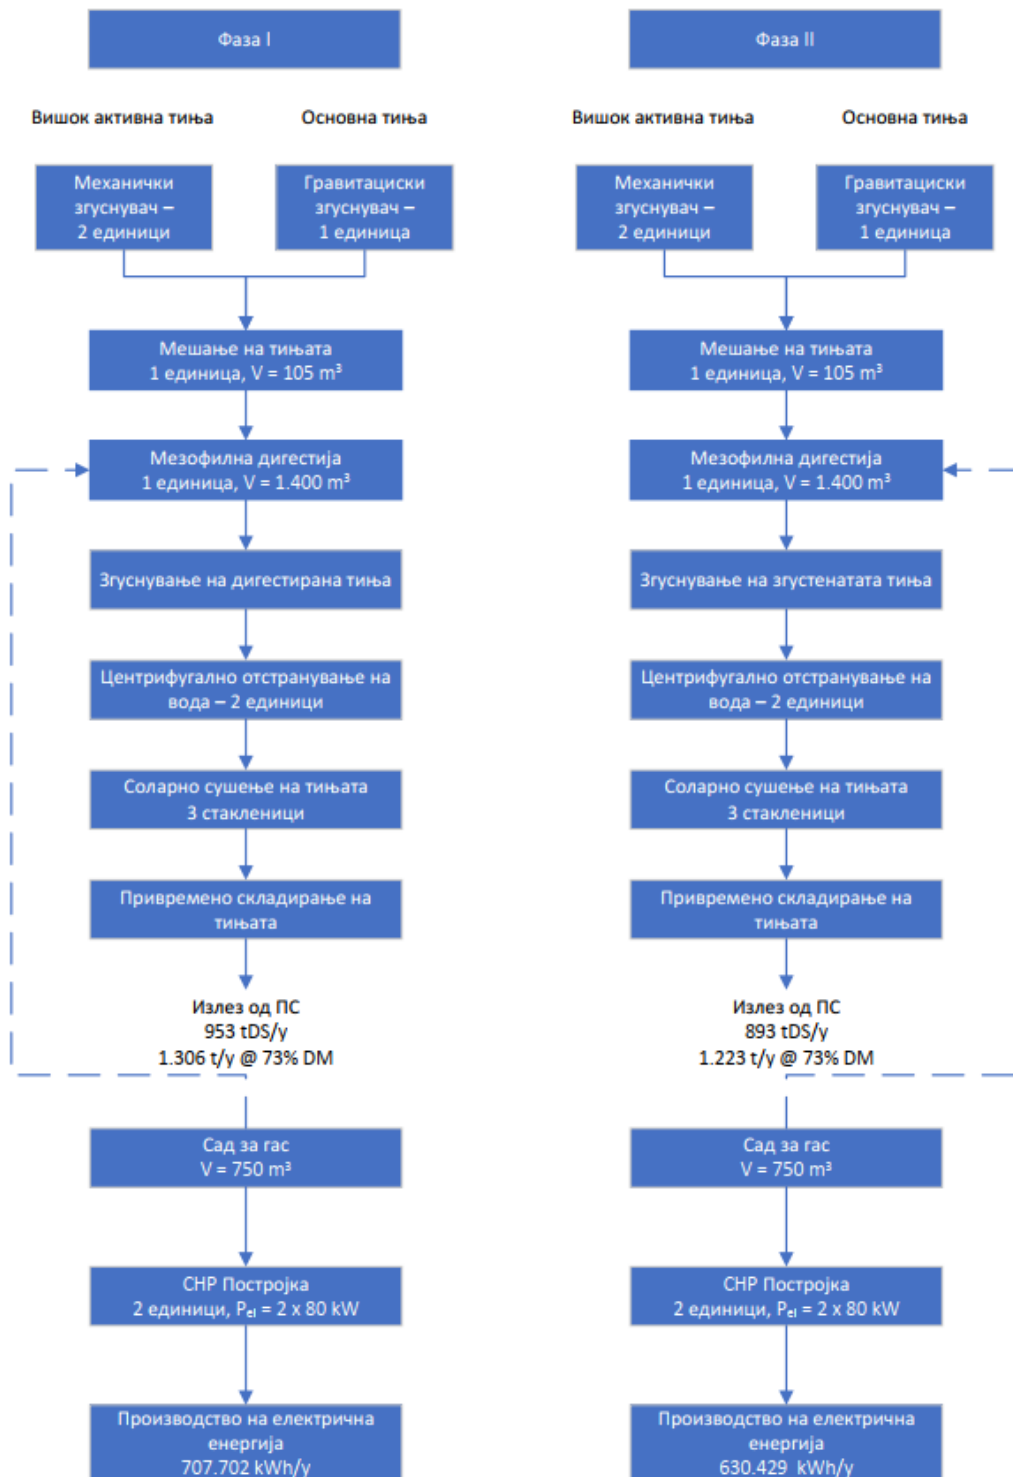 Фаза I
Вишок активна тиња
Основна тиња
Механички
згуснувач –
2 единици
Гравитациски
згуснувач –
1 единица
Мешање на тињата
1 единица, V = 105 m³
Мезофилна дигестија
1 единица, V = 1.400 m³
Згуснување на дигестирана тиња
Центрифугално отстранување на
вода – 2 единици
Соларно сушење на тињата
3 стакленици
Привремено складирање на
тињата
Излез од ПС
953 tDS/y
1.306 t/y @ 73% DM
Сад за гас
V = 750 m³
CHP Постројка
2 единици, Pₑₗ = 2 x 80 kW
Производство на електрична
енергија
707.702 kWh/y
Фаза II
Вишок активна тиња
Основна тиња
Механички
згуснувач –
2 единици
Гравитациски
згуснувач –
1 единица
Мешање на тињата
1 единица, V = 105 m³
Мезофилна дигестија
1 единица, V = 1.400 m³
Згуснување на згустенатата тиња
Центрифугално отстранување на
вода – 2 единици
Соларно сушење на тињата
3 стакленици
Привремено складирање на
тињата
Излез од ПС
893 tDS/y
1.223 t/y @ 73% DM
Сад за гас
V = 750 m³
CHP Постројка
2 единици, Pₑₗ = 2 x 80 kW
Производство на електрична
енергија
630.429 kWh/y